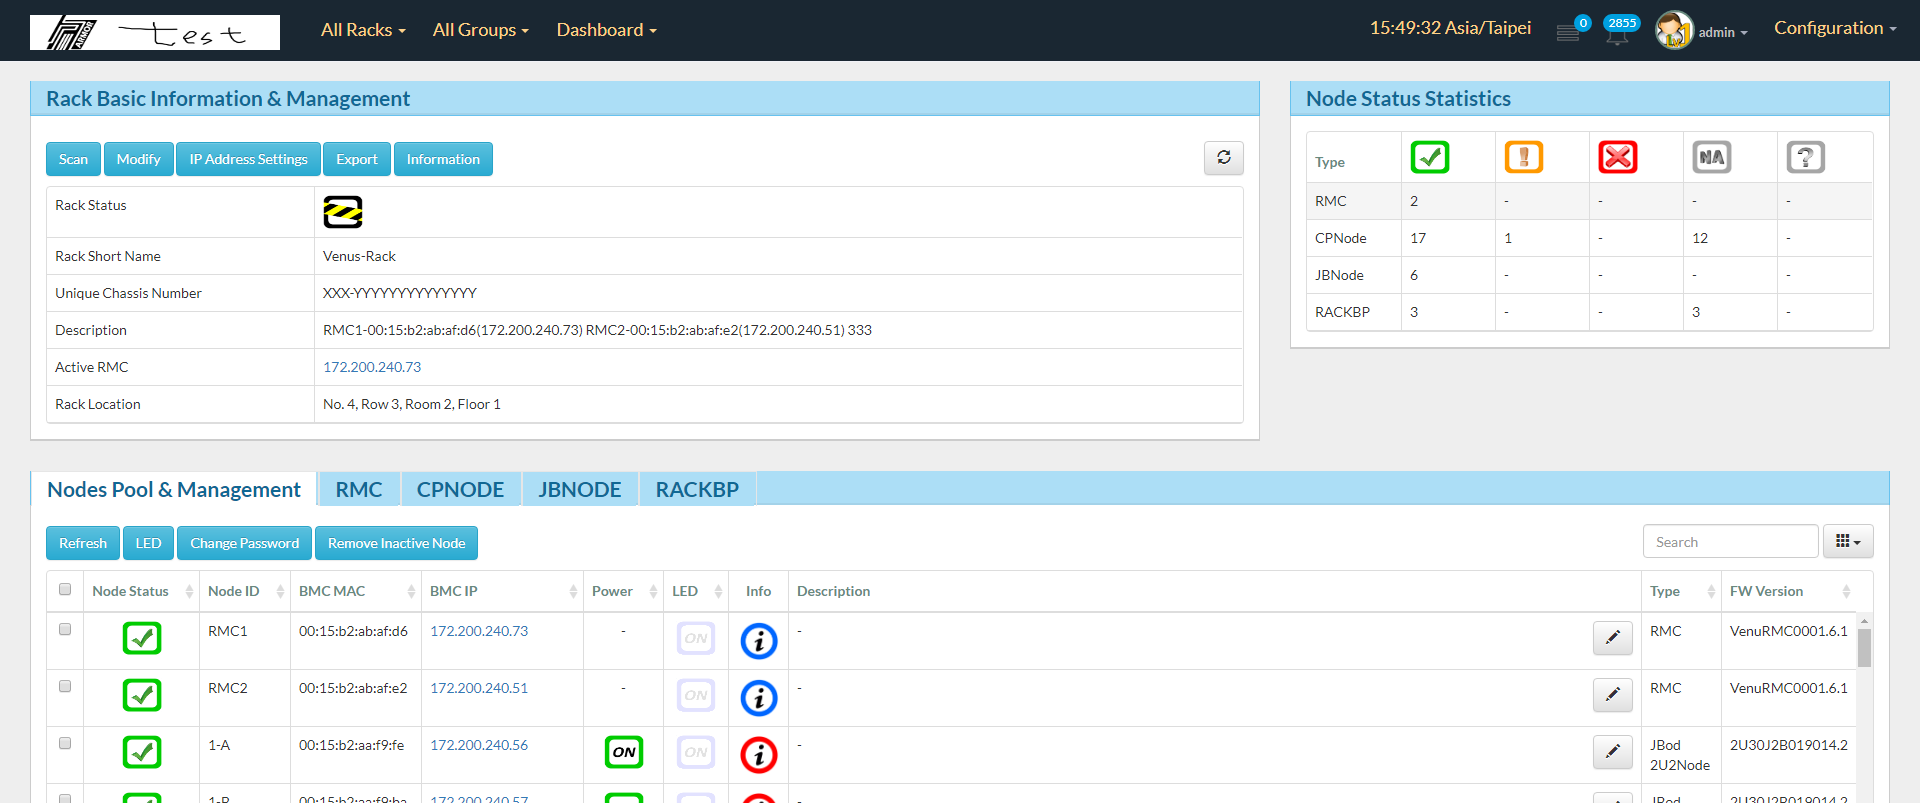 ARMOR test All Racks All Groups Dashboard 15:49:32 Asia/Taipei 0 2855 admin Configuration
Rack Basic Information & Management
Scan Modify IP Address Settings Export Information
Rack Status
Rack Short Name Venus-Rack
Unique Chassis Number XXX-YYYYYYYYYYYYYY
Description RMC1-00:15:b2:ab:af:d6(172.200.240.73) RMC2-00:15:b2:ab:af:e2(172.200.240.51) 333
Active RMC 172.200.240.73
Rack Location No. 4, Row 3, Room 2, Floor 1
Node Status Statistics
Type ! NA ?
RMC 2 - - - -
CPNode 17 1 - 12 -
JBNode 6 - - - -
RACKBP 3 - - 3 -
Nodes Pool & Management RMC CPNODE JBNODE RACKBP
Refresh LED Change Password Remove Inactive Node Search
Node Status Node ID BMC MAC BMC IP Power LED Info Description Type FW Version
RMC1 00:15:b2:ab:af:d6 172.200.240.73 - ON i - RMC VenuRMC0001.6.1
RMC2 00:15:b2:ab:af:e2 172.200.240.51 - ON i - RMC VenuRMC0001.6.1
1-A 00:15:b2:aa:f9:fe 172.200.240.56 ON ON i - JBod 2U30J2B019014.2
2U2Node
1-B 00:15:b2:aa:f9:ba 172.200.240.57 JBod 2U30J2B019014.2